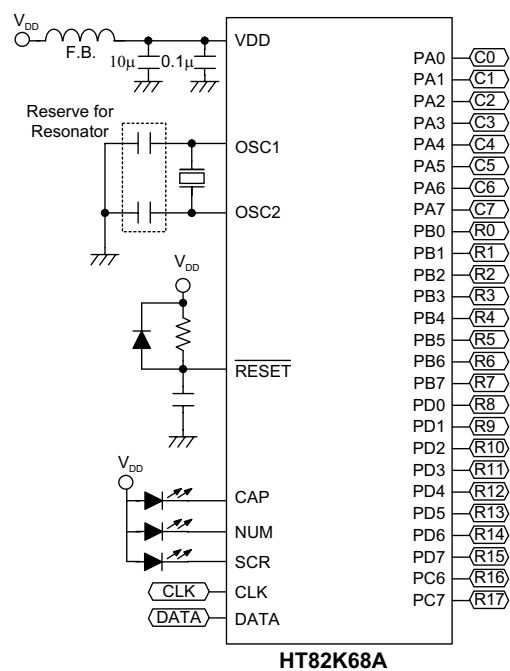 VDD
F.B.
10μ 0.1μ
VDD
Reserve for
Resonator
OSC1
OSC2
VDD
RESET
VDD
CAP
NUM
SCR
CLK CLK
DATA DATA
PA0 C0
PA1 C1
PA2 C2
PA3 C3
PA4 C4
PA5 C5
PA6 C6
PA7 C7
PB0 R0
PB1 R1
PB2 R2
PB3 R3
PB4 R4
PB5 R5
PB6 R6
PB7 R7
PD0 R8
PD1 R9
PD2 R10
PD3 R11
PD4 R12
PD5 R13
PD6 R14
PD7 R15
PC6 R16
PC7 R17
HT82K68A